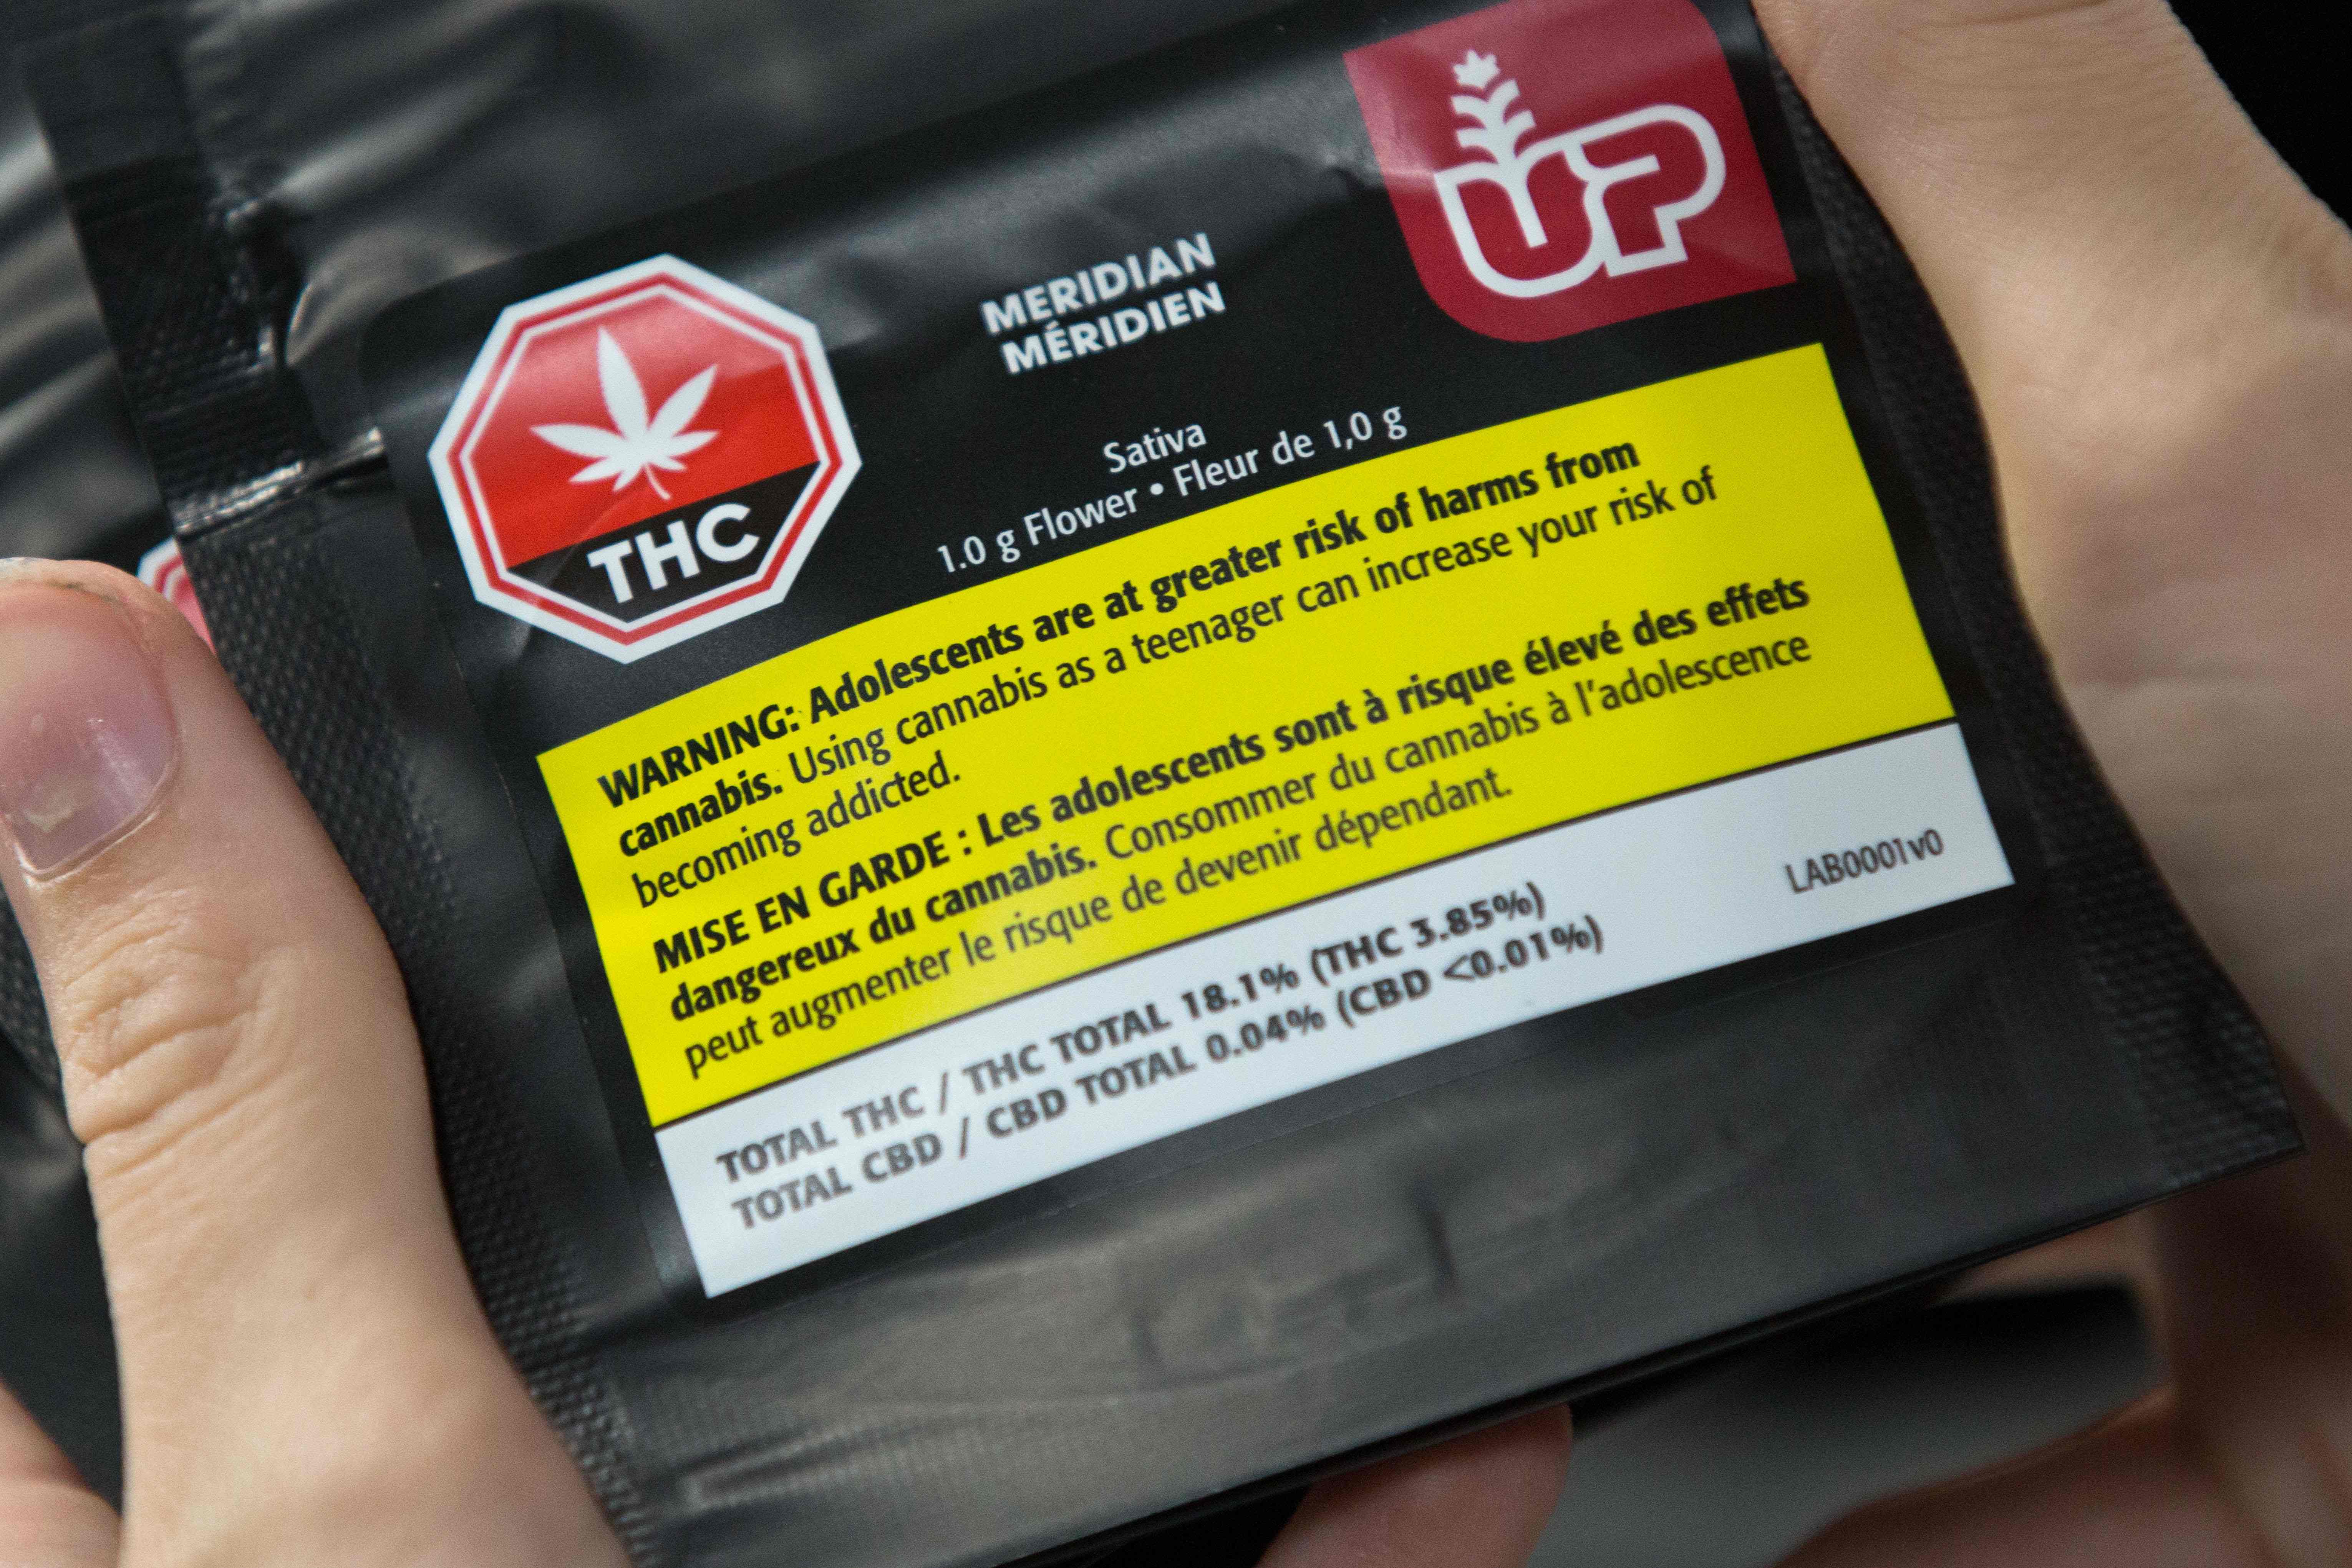 UP
MERIDIAN
MÉRIDIEN
THC
Sativa
1.0 g Flower • Fleur de 1,0 g
WARNING: Adolescents are at greater risk of harms from
cannabis. Using cannabis as a teenager can increase your risk of
becoming addicted.
MISE EN GARDE : Les adolescents sont à risque élevé des effets
dangereux du cannabis. Consommer du cannabis à l'adolescence
peut augmenter le risque de devenir dépendant.
TOTAL THC / THC TOTAL 18.1% (THC 3.85%)
TOTAL CBD / CBD TOTAL 0.04% (CBD <0.01%)
LAB0001v0